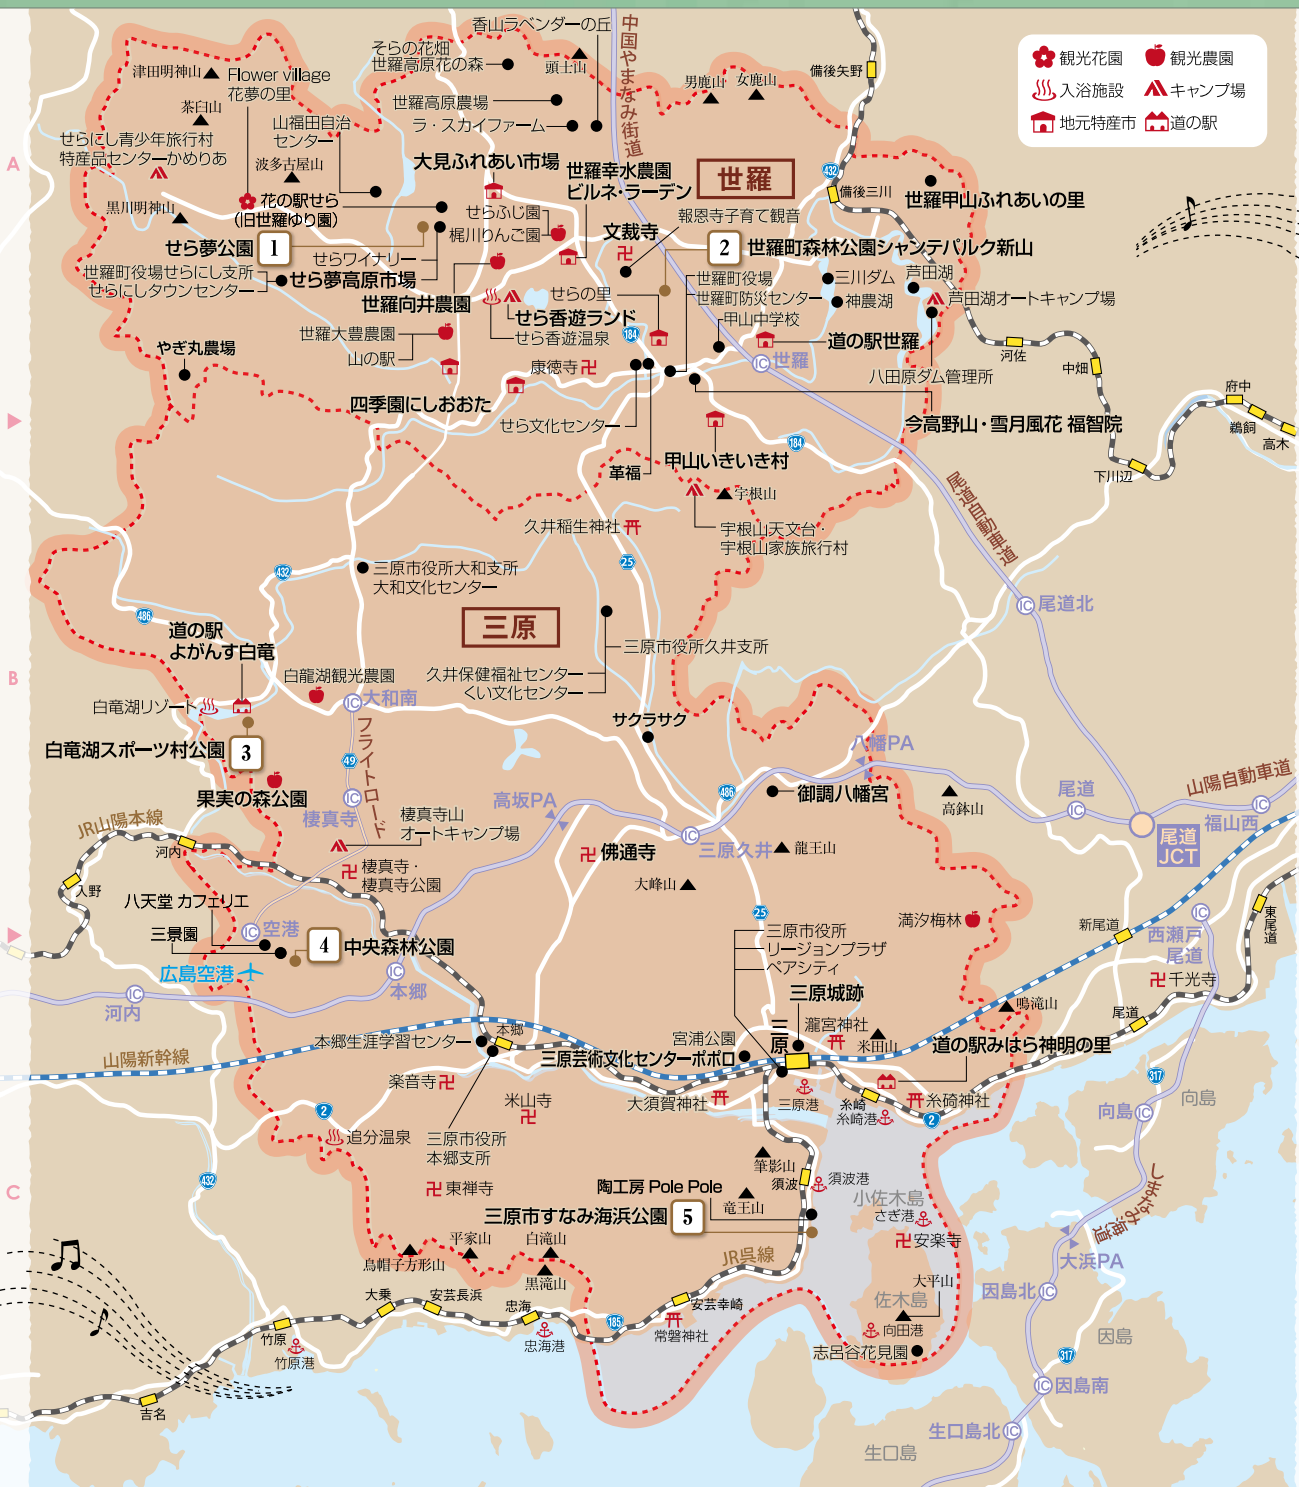 香山ラベンダーの丘
そらの花畑
世羅高原花の森
頭士山
中国やまなみ街道
津田明神山
Flower village
花夢の里
茶臼山
世羅高原農場
ラ・スカイファーム
男鹿山
女鹿山
備後矢野
観光花園
観光農園
入浴施設
キャンプ場
地元特産市
道の駅
A
せらにし青少年旅行村
特産品センターかめりあ
山福田自治
センター
波多古屋山
大見ふれあい市場
世羅幸水農園
ビルネ・ラーデン
世羅
432
備後三川
世羅甲山ふれあいの里
黒川明神山
花の駅せら
(旧世羅ゆり園)
せらふじ園
梶川りんご園
報恩寺子育て観音
文裁寺
せら夢公園
1
2
世羅町森林公園シャンテパルク新山
せらワイナリー
世羅町役場せらにし支所
せらにしタウンセンター
せら夢高原市場
世羅向井農園
せらの里
世羅町役場
世羅町防災センター
甲山中学校
三川ダム
神農湖
芦田湖
芦田湖オートキャンプ場
せら香遊ランド
せら香遊温泉
184
世羅大豊農園
山の駅
道の駅世羅
河佐
やぎ丸農場
康徳寺
IC
世羅
八田原ダム管理所
中畑
府中
鵜飼
高木
四季園にしおおた
せら文化センター
今高野山・雪月風花 福智院
184
革福
甲山いきいき村
下川辺
宇根山
尾道自動車道
久井稲生神社
宇根山天文台・
宇根山家族旅行村
25
432
三原市役所大和支所
大和文化センター
486
三原
IC
尾道北
道の駅
よがんす白竜
三原市役所久井支所
B
白龍湖観光農園
久井保健福祉センター
くい文化センター
白竜湖リゾート
IC
大和南
サクラサク
フライトロード
白竜湖スポーツ村公園
3
八幡PA
49
果実の森公園
486
御調八幡宮
尾道
IC
山陽自動車道
IC
福山西
高坂PA
高鉢山
IC
棲真寺
棲真寺山
オートキャンプ場
JR山陽本線
河内
尾道
JCT
IC
三原久井
龍王山
佛通寺
棲真寺・
棲真寺公園
大峰山
入野
八天堂 カフェリエ
満汐梅林
25
IC
空港
三景園
4
中央森林公園
三原市役所
リージョンプラザ
ペアシティ
新尾道
IC
西瀬戸
尾道
東尾道
広島空港
IC
本郷
千光寺
IC
河内
三原城跡
鳴滝山
尾道
本郷
本郷生涯学習センター
宮浦公園
三原
瀧宮神社
米田山
道の駅みはら神明の里
山陽新幹線
三原芸術文化センターポポロ
楽音寺
317
三原港
糸崎
糸崎港
糸碕神社
大須賀神社
米山寺
2
2
IC
向島
向島
追分温泉
三原市役所
本郷支所
432
筆影山
須波
須波港
C
東禅寺
陶工房 Pole Pole
竜王山
小佐木島
さぎ港
しまなみ海道
三原市すなみ海浜公園
5
安楽寺
平家山
白滝山
烏帽子方形山
黒滝山
JR呉線
大浜PA
大平山
佐木島
因島北
IC
大乗
安芸長浜
忠海
安芸幸崎
185
常盤神社
向田港
竹原
竹原港
忠海港
志呂谷花見園
因島
317
IC
因島南
吉名
生口島北
IC
生口島